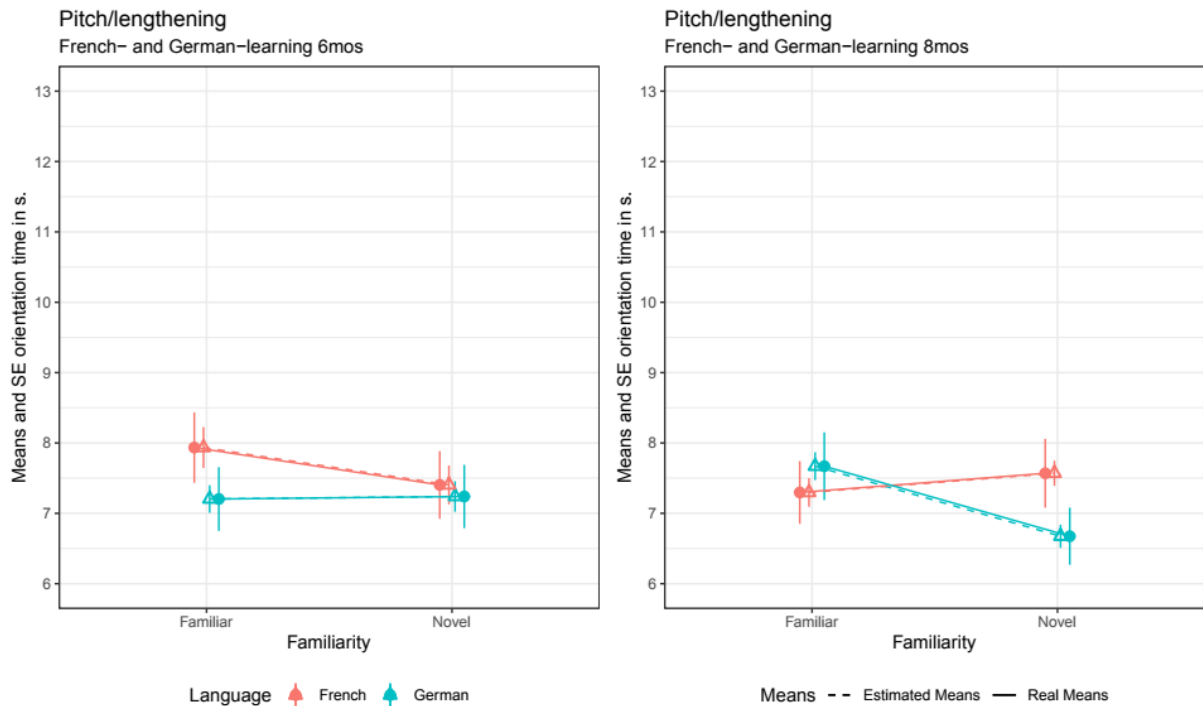 Pitch/lengthening
French- and German-learning 6mos
Means and SE orientation time in s.
13
12
11
10
9
8
7
6
Familiar Novel
Familiarity
Pitch/lengthening
French- and German-learning 8mos
Means and SE orientation time in s.
13
12
11
10
9
8
7
6
Familiar Novel
Familiarity
Language French German
Means Estimated Means Real Means